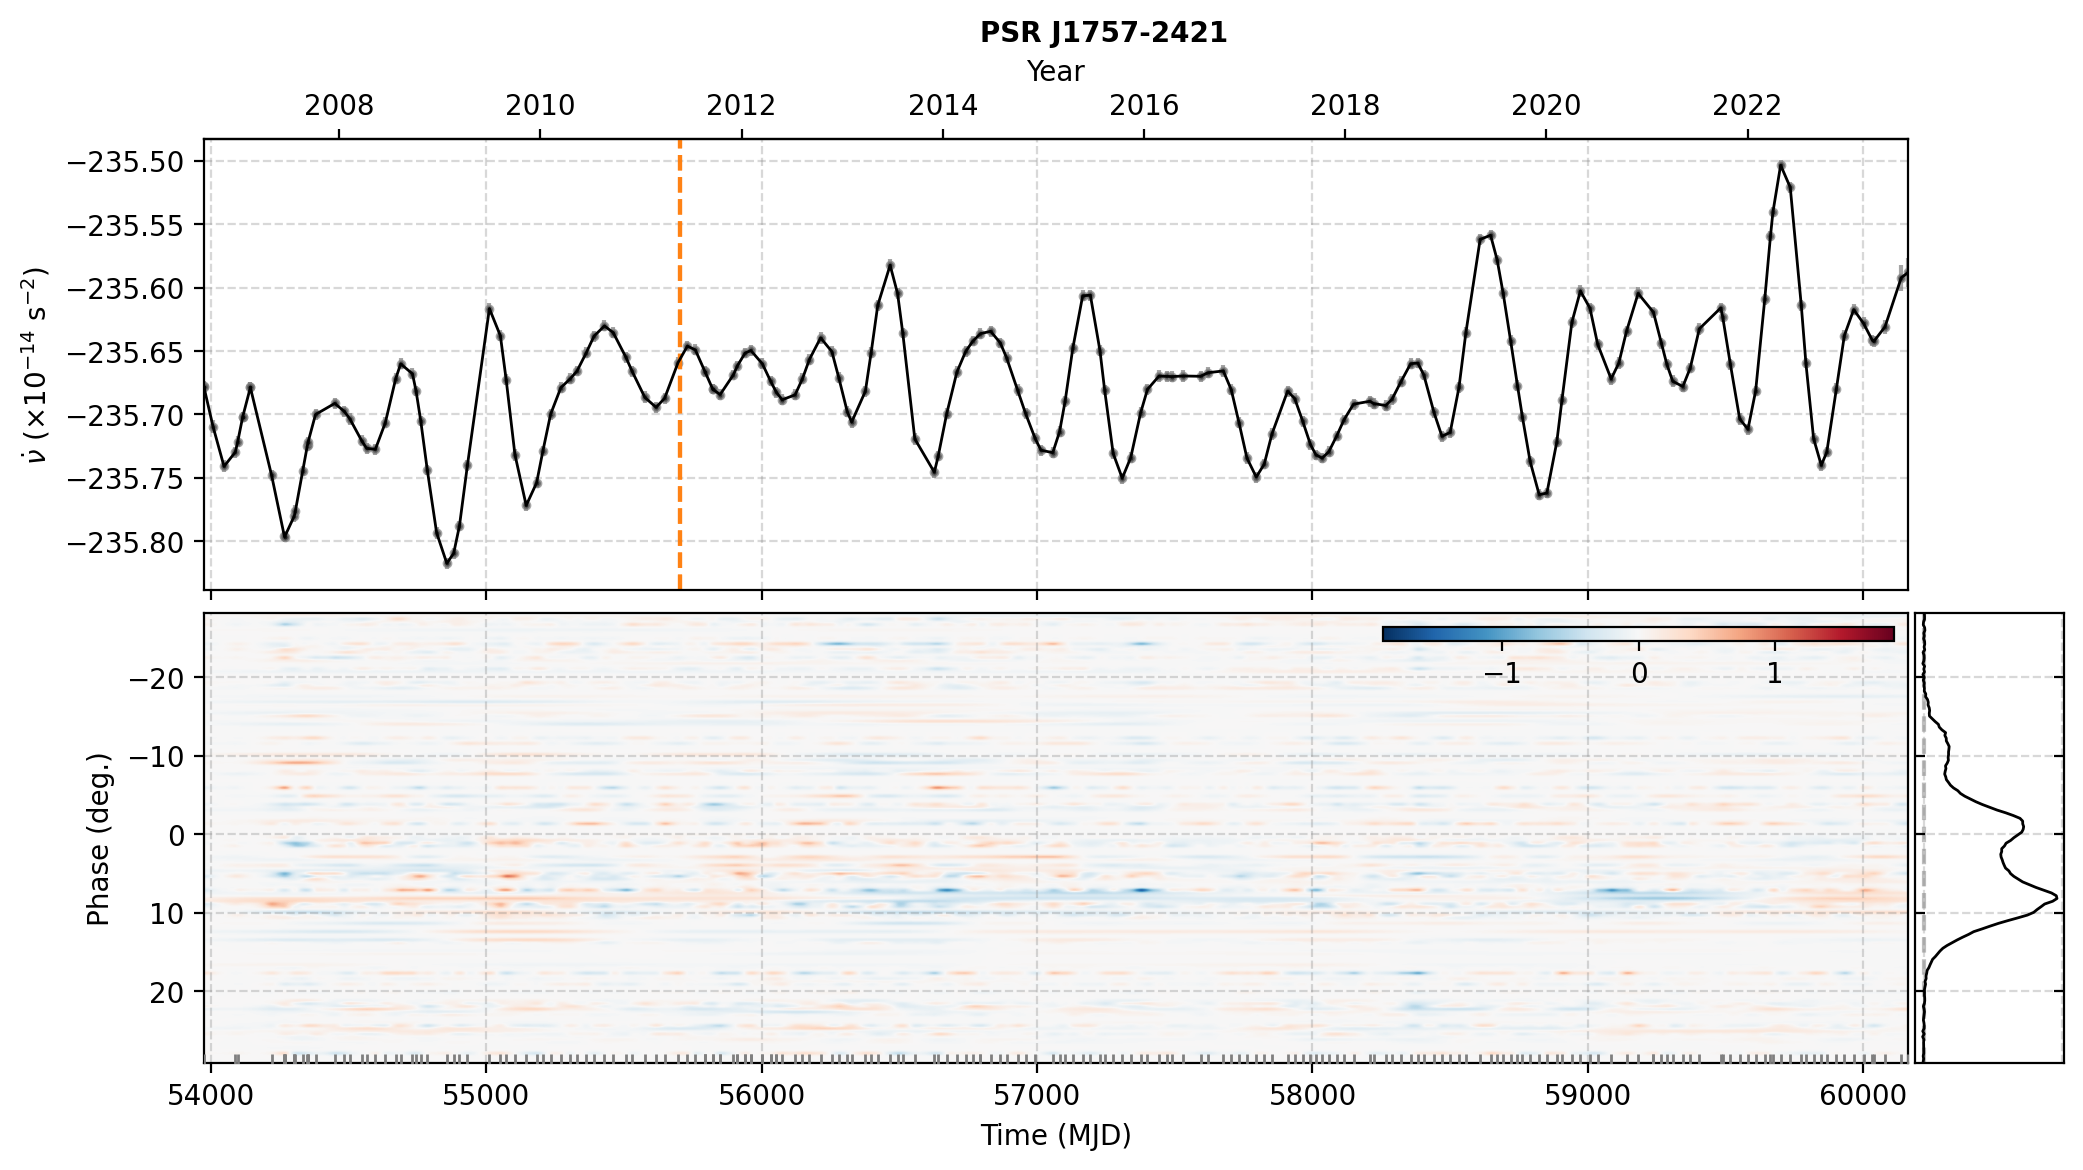 PSR J1757-2421
Year
2008 2010 2012 2014 2016 2018 2020 2022
−235.50
−235.55
−235.60
−235.65
−235.70
−235.75
−235.80
ν̇ (×10⁻¹⁴ s⁻²)
−1 0 1
−20
−10
0
10
20
Phase (deg.)
54000 55000 56000 57000 58000 59000 60000
Time (MJD)